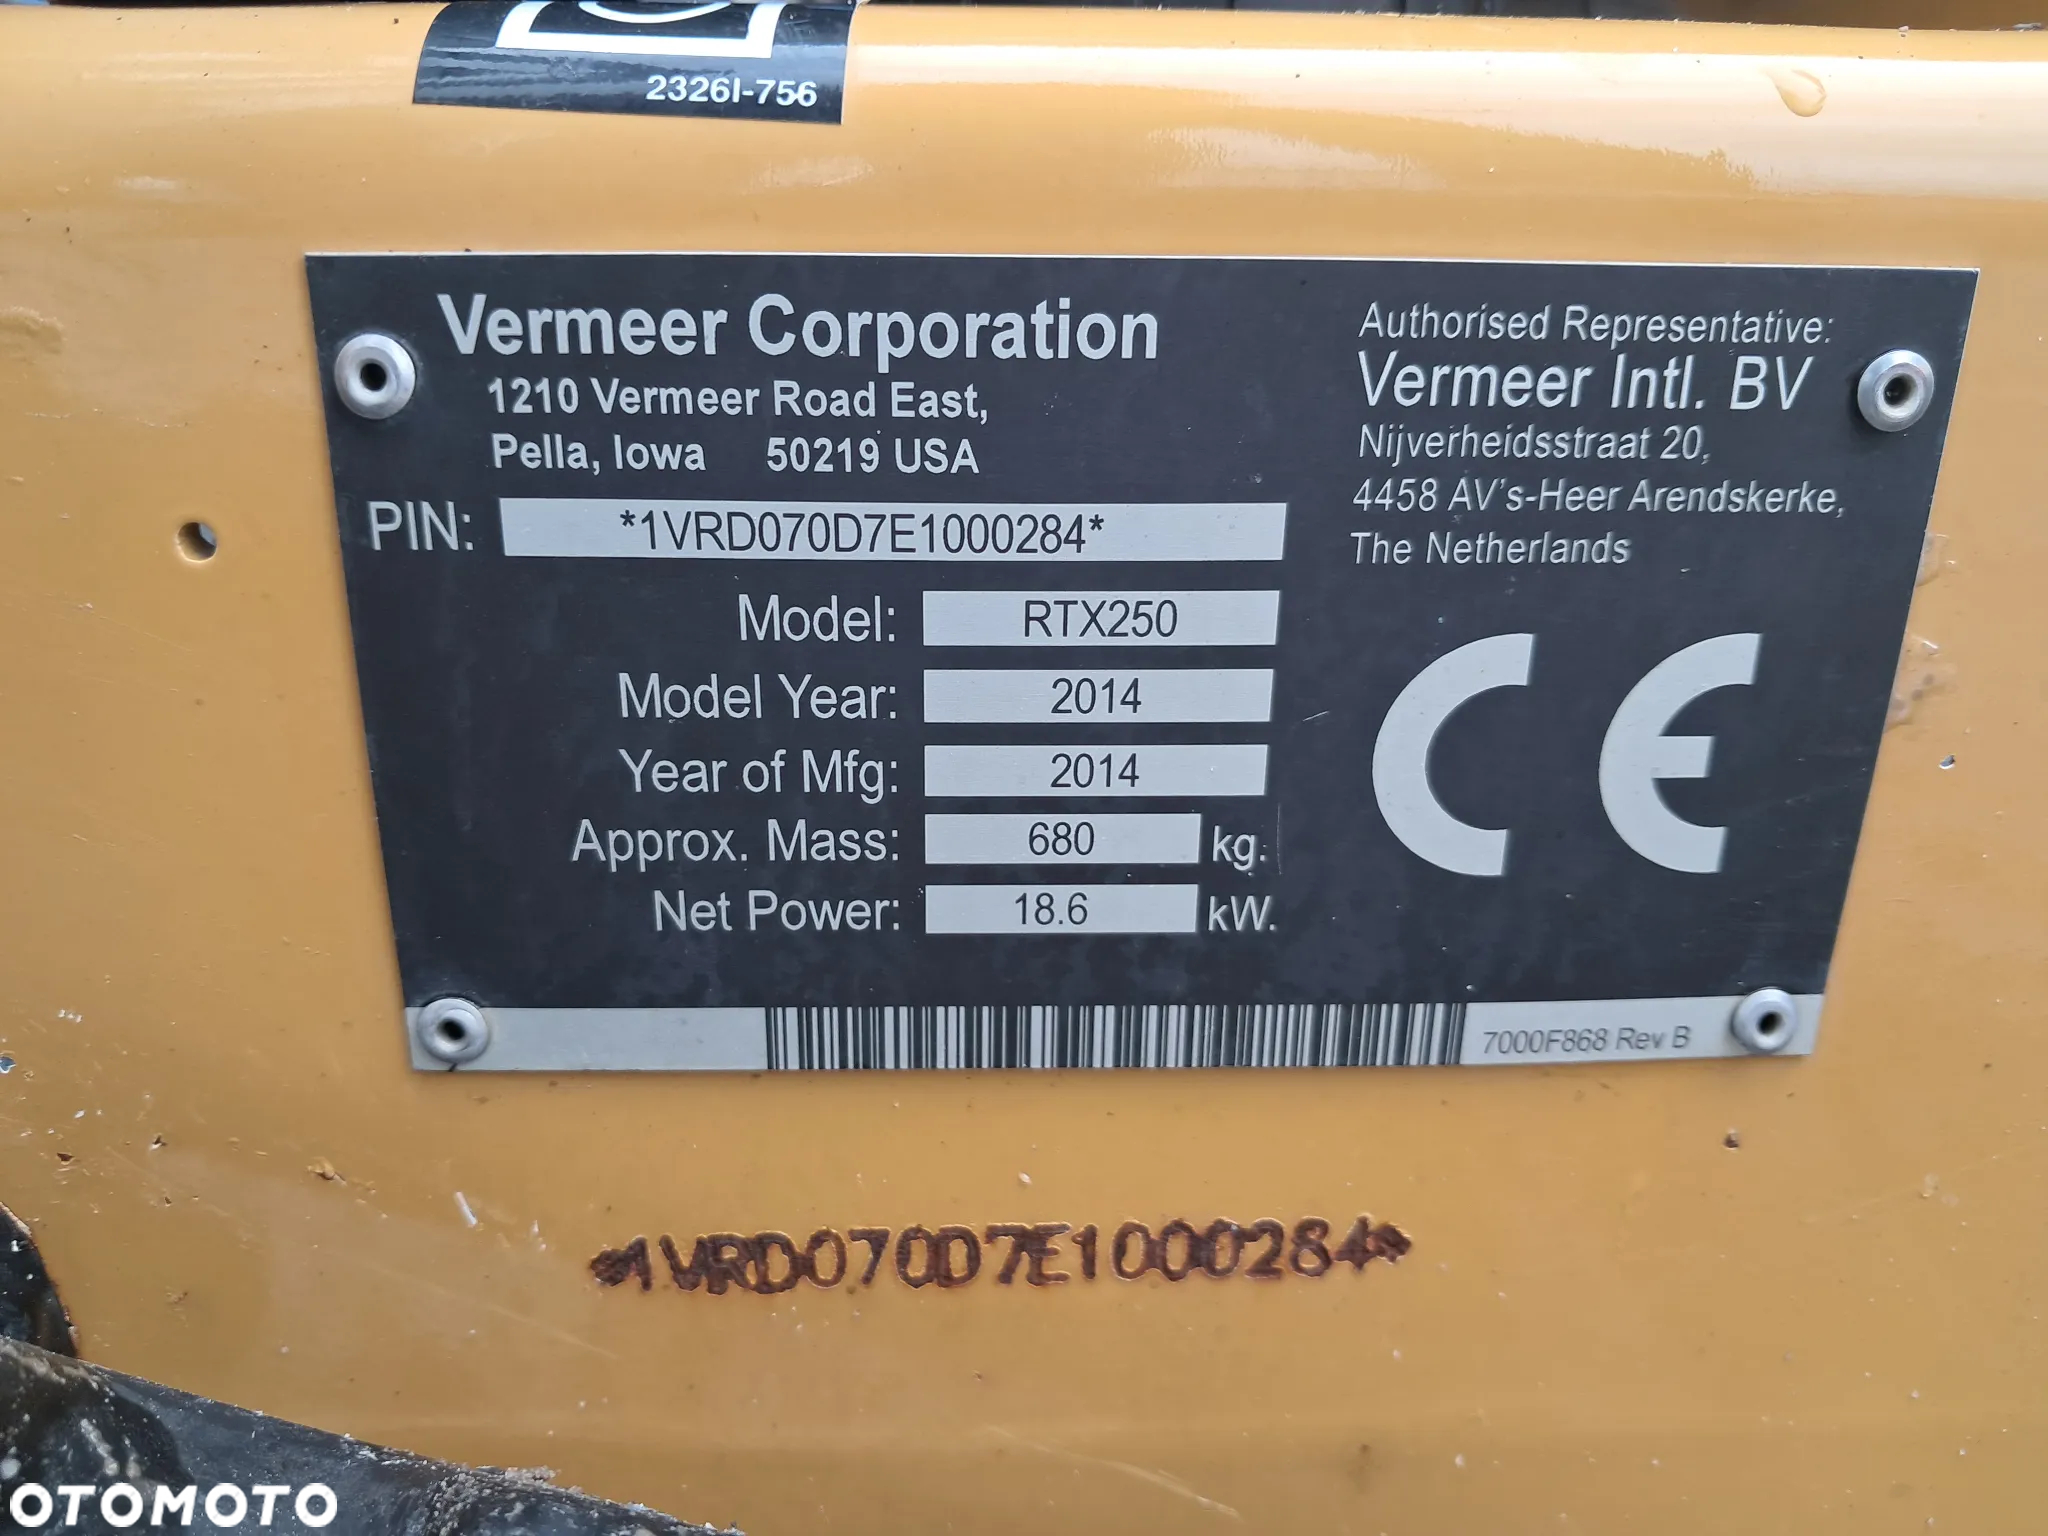 2326I-756
Vermeer Corporation
1210 Vermeer Road East,
Pella, Iowa 50219 USA
PIN: *1VRD070D7E1000284*
Model: RTX250
Model Year: 2014
Year of Mfg: 2014
Approx. Mass: 680 kg.
Net Power: 18.6 kW.
Authorised Representative:
Vermeer Intl. BV
Nijverheidsstraat 20,
4458 AV's-Heer Arendskerke,
The Netherlands
CE
7000F868 Rev B
*1VRD070D7E1000284*
OTOMOTO